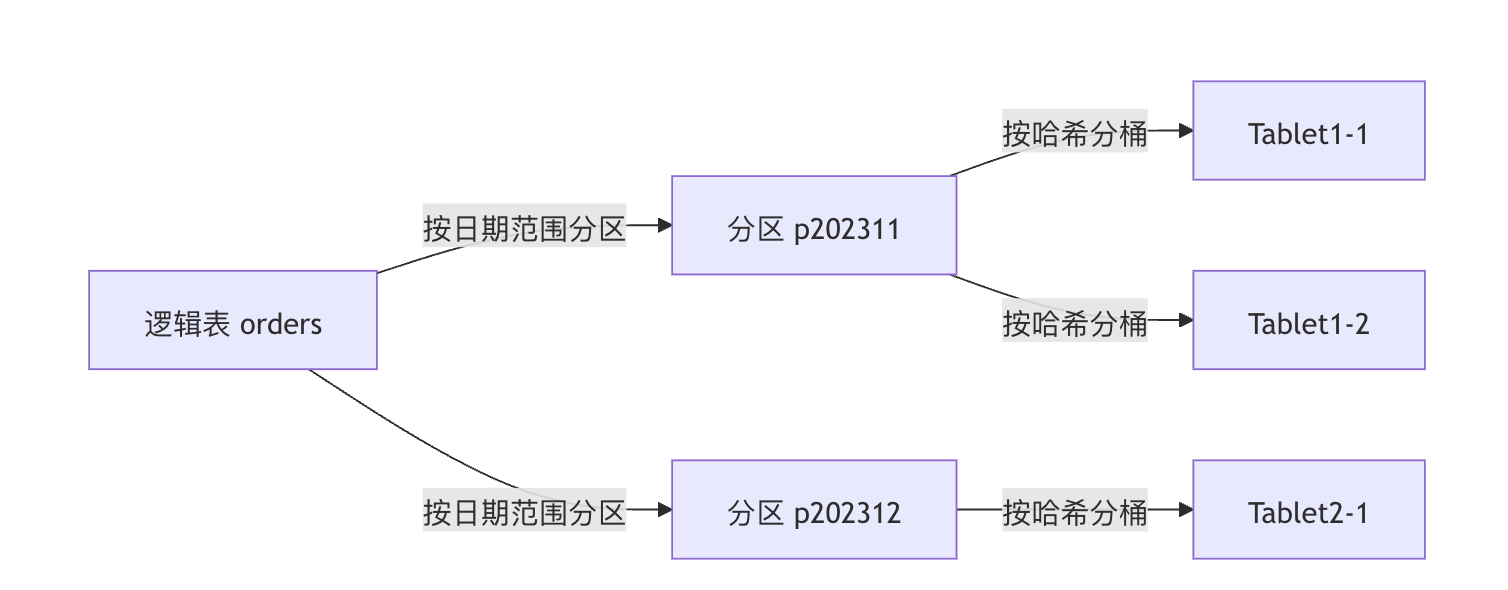 按哈希分桶
Tablet1-1
按日期范围分区
分区 p202311
逻辑表 orders
按哈希分桶
Tablet1-2
按日期范围分区
分区 p202312
按哈希分桶
Tablet2-1